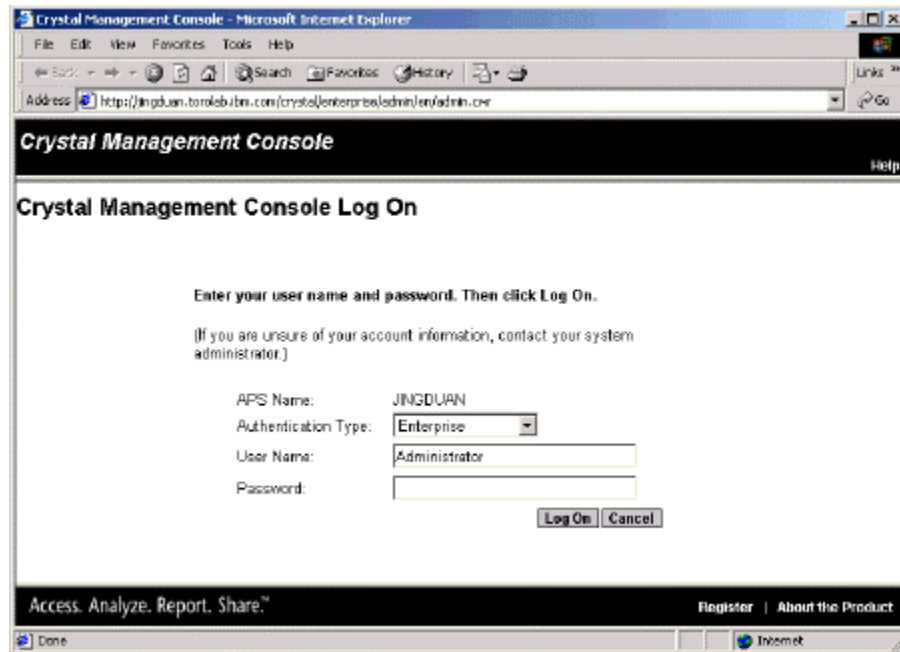 Crystal Management Console - Microsoft Internet Explorer
File Edit View Favorites Tools Help
Back Search Favorites History Links »
Address http://jingduan.torolab.ibm.com/crystal/enterprise/admin/en/admin.cwr Go
Crystal Management Console
Help
Crystal Management Console Log On
Enter your user name and password. Then click Log On.
(If you are unsure of your account information, contact your system
administrator.)
APS Name: JINGDUAN
Authentication Type: Enterprise
User Name: Administrator
Password:
Log On Cancel
Access. Analyze. Report. Share.™ Register | About the Product
Done Internet